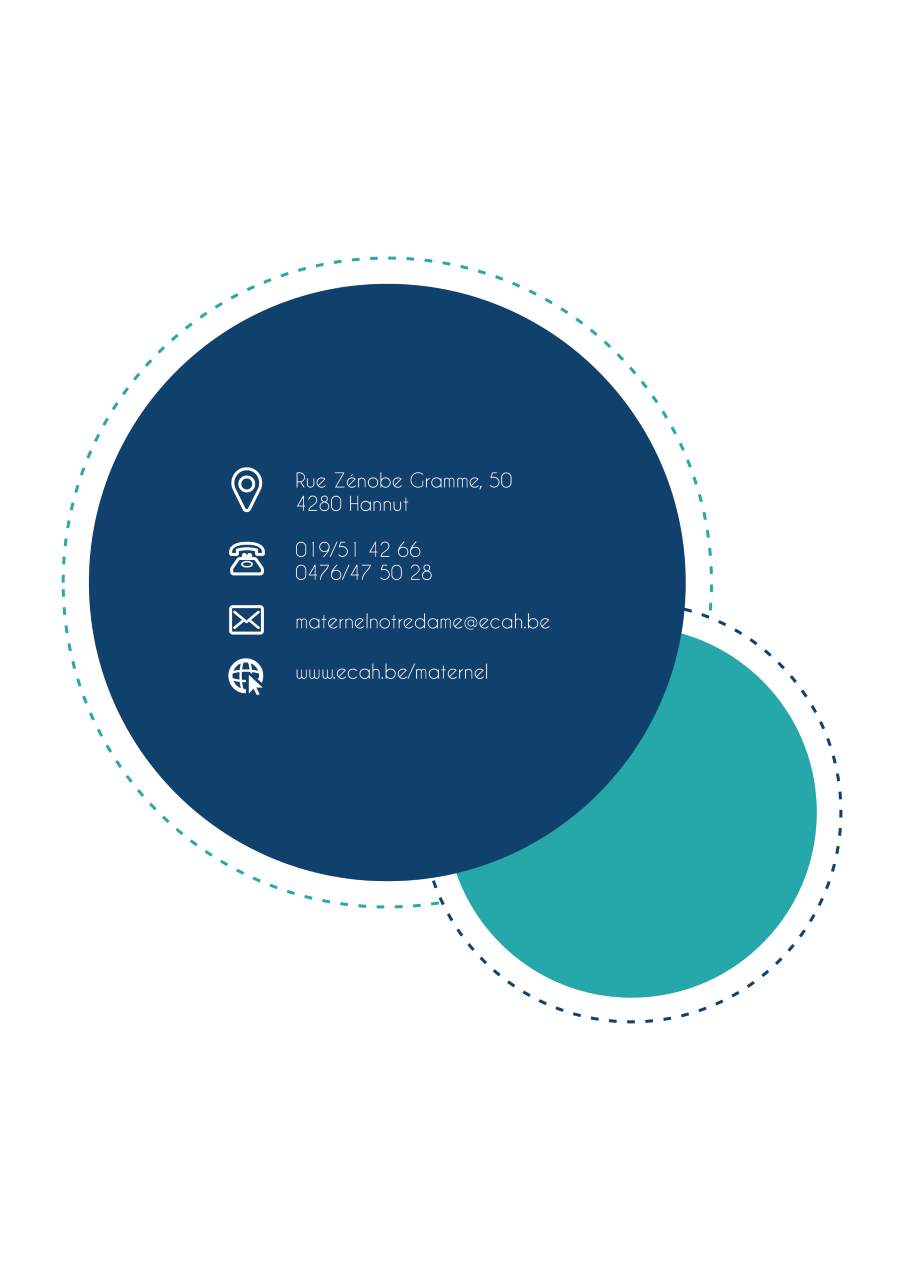 Rue Zénobe Gramme, 50
4280 Hannut
019/51 42 66
0476/47 50 28
maternelnotredame@ecah.be
www.ecah.be/maternel